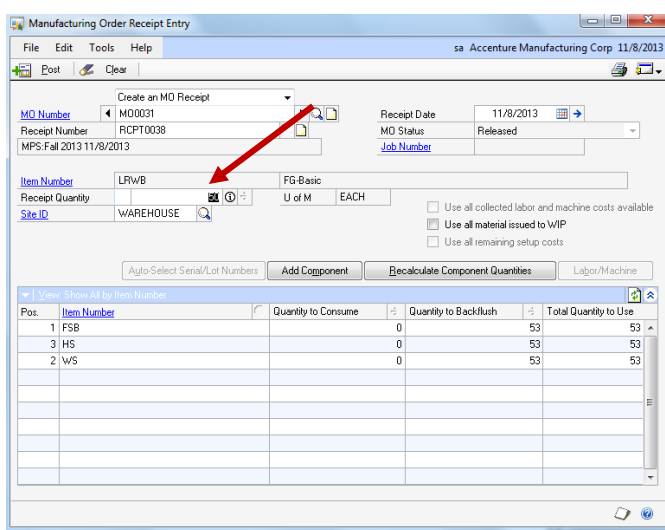 Manufacturing Order Receipt Entry
File Edit Tools Help sa Accenture Manufacturing Corp 11/8/2013
Post Clear
Create an MO Receipt
MO Number MO0031 Receipt Date 11/8/2013
Receipt Number RCPT0038 MO Status Released
MPS:Fall 2013 11/8/2013 Job Number
Item Number LRWB FG-Basic
Receipt Quantity U of M EACH
Use all collected labor and machine costs available
Site ID WAREHOUSE
Use all material issued to WIP
Use all remaining setup costs
Auto-Select Serial/Lot Numbers Add Component Recalculate Component Quantities Labor/Machine
View: Show All by Item Number
Pos. Item Number Quantity to Consume Quantity to Backflush Total Quantity to Use
1 FSB 0 53 53
3 HS 0 53 53
2 WS 0 53 53